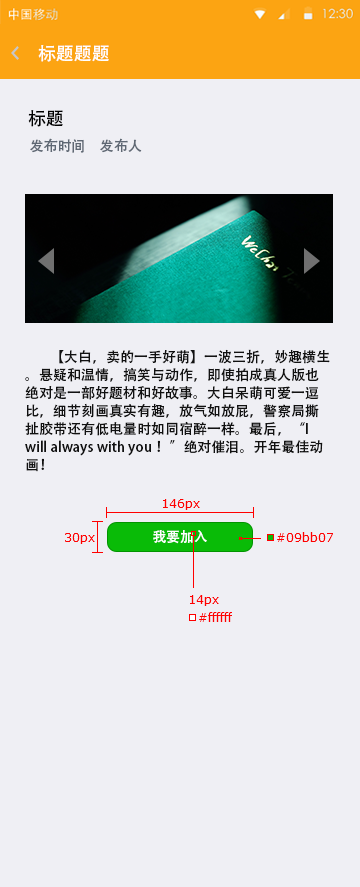 中国移动 12:30
标题题题
标题
发布时间 发布人
WeChat
【大白，卖的一手好萌】一波三折，妙趣横生
。悬疑和温情，搞笑与动作，即使拍成真人版也
绝对是一部好题材和好故事。大白呆萌可爱一逗
比，细节刻画真实有趣，放气如放屁，警察局撕
扯胶带还有低电量时如同宿醉一样。最后，“I
will always with you！”绝对催泪。开年最佳动
画！
146px
30px
我要加入
#09bb07
14px
#ffffff